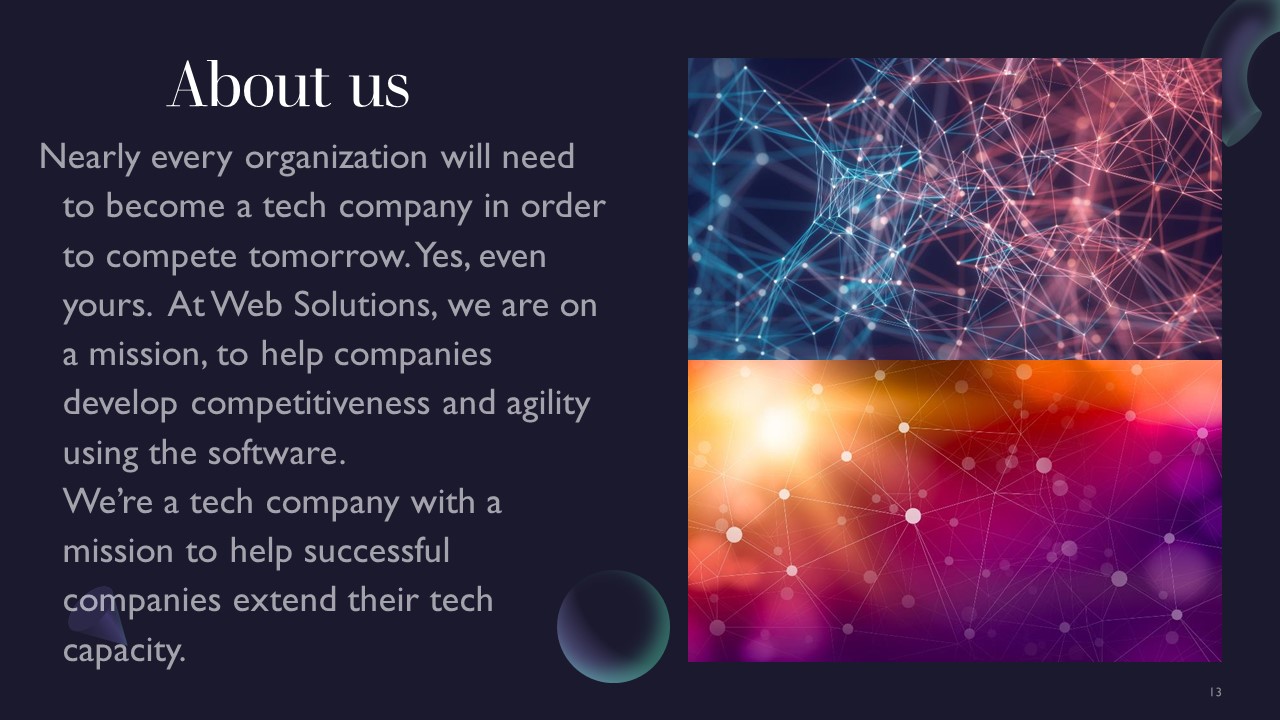 About us
Nearly every organization will need
to become a tech company in order
to compete tomorrow. Yes, even
yours.  At Web Solutions, we are on
a mission, to help companies
develop competitiveness and agility
using the software.
We’re a tech company with a
mission to help successful
companies extend their tech
capacity.
13